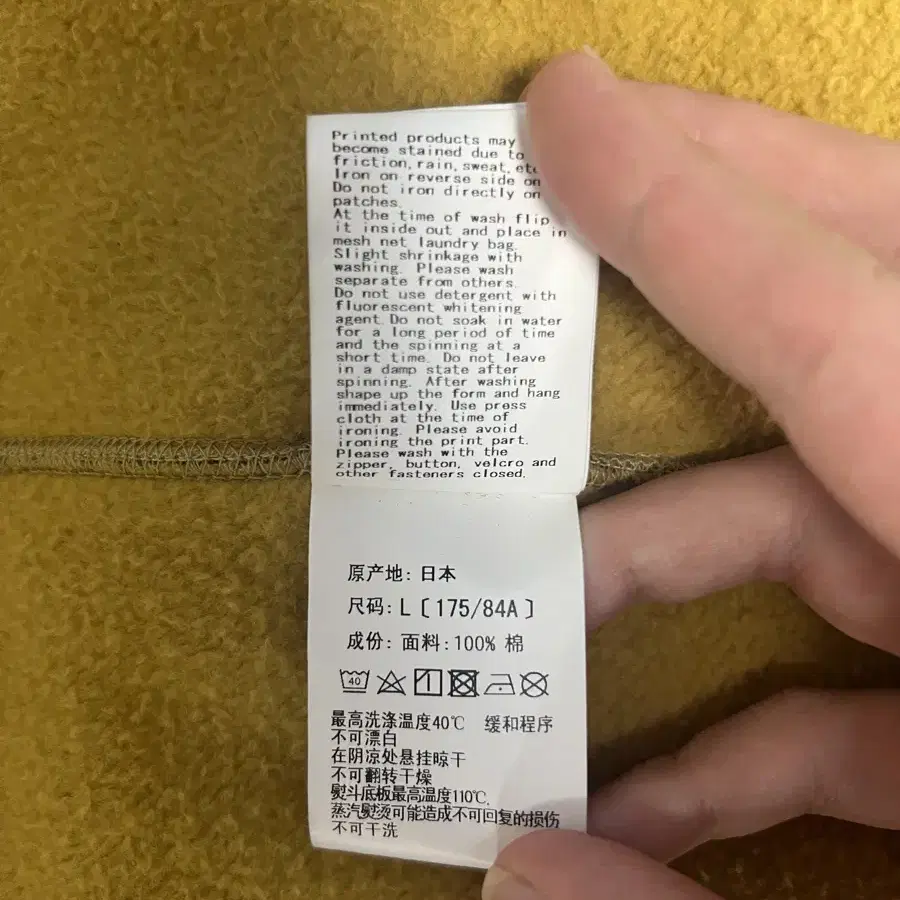 Printed products may
become stained due to
friction, rain, sweat, etc
Iron on reverse side on
Do not iron directly on
patches.
At the time of wash flip
it inside out and place in
mesh net laundry bag.
Slight shrinkage with
washing. Please wash
separate from others.
Do not use detergent with
fluorescent whitening
agent.Do not soak in water
for a long period of time
and the spinning at a
short time. Do not leave
in a damp state after
spinning. After washing
shape up the form and hang
immediately. Use press
cloth at the time of
ironing. Please avoid
ironing the print part.
Please wash with the
zipper, button, velcro and
other fasteners closed.
原产地: 日本
尺码: L〔175/84A〕
成份: 面料:100% 棉
40
最高洗涤温度40℃ 缓和程序
不可漂白
在阴凉处悬挂晾干
不可翻转干燥
熨斗底板最高温度110℃,
蒸汽熨烫可能造成不可回复的损伤
不可干洗